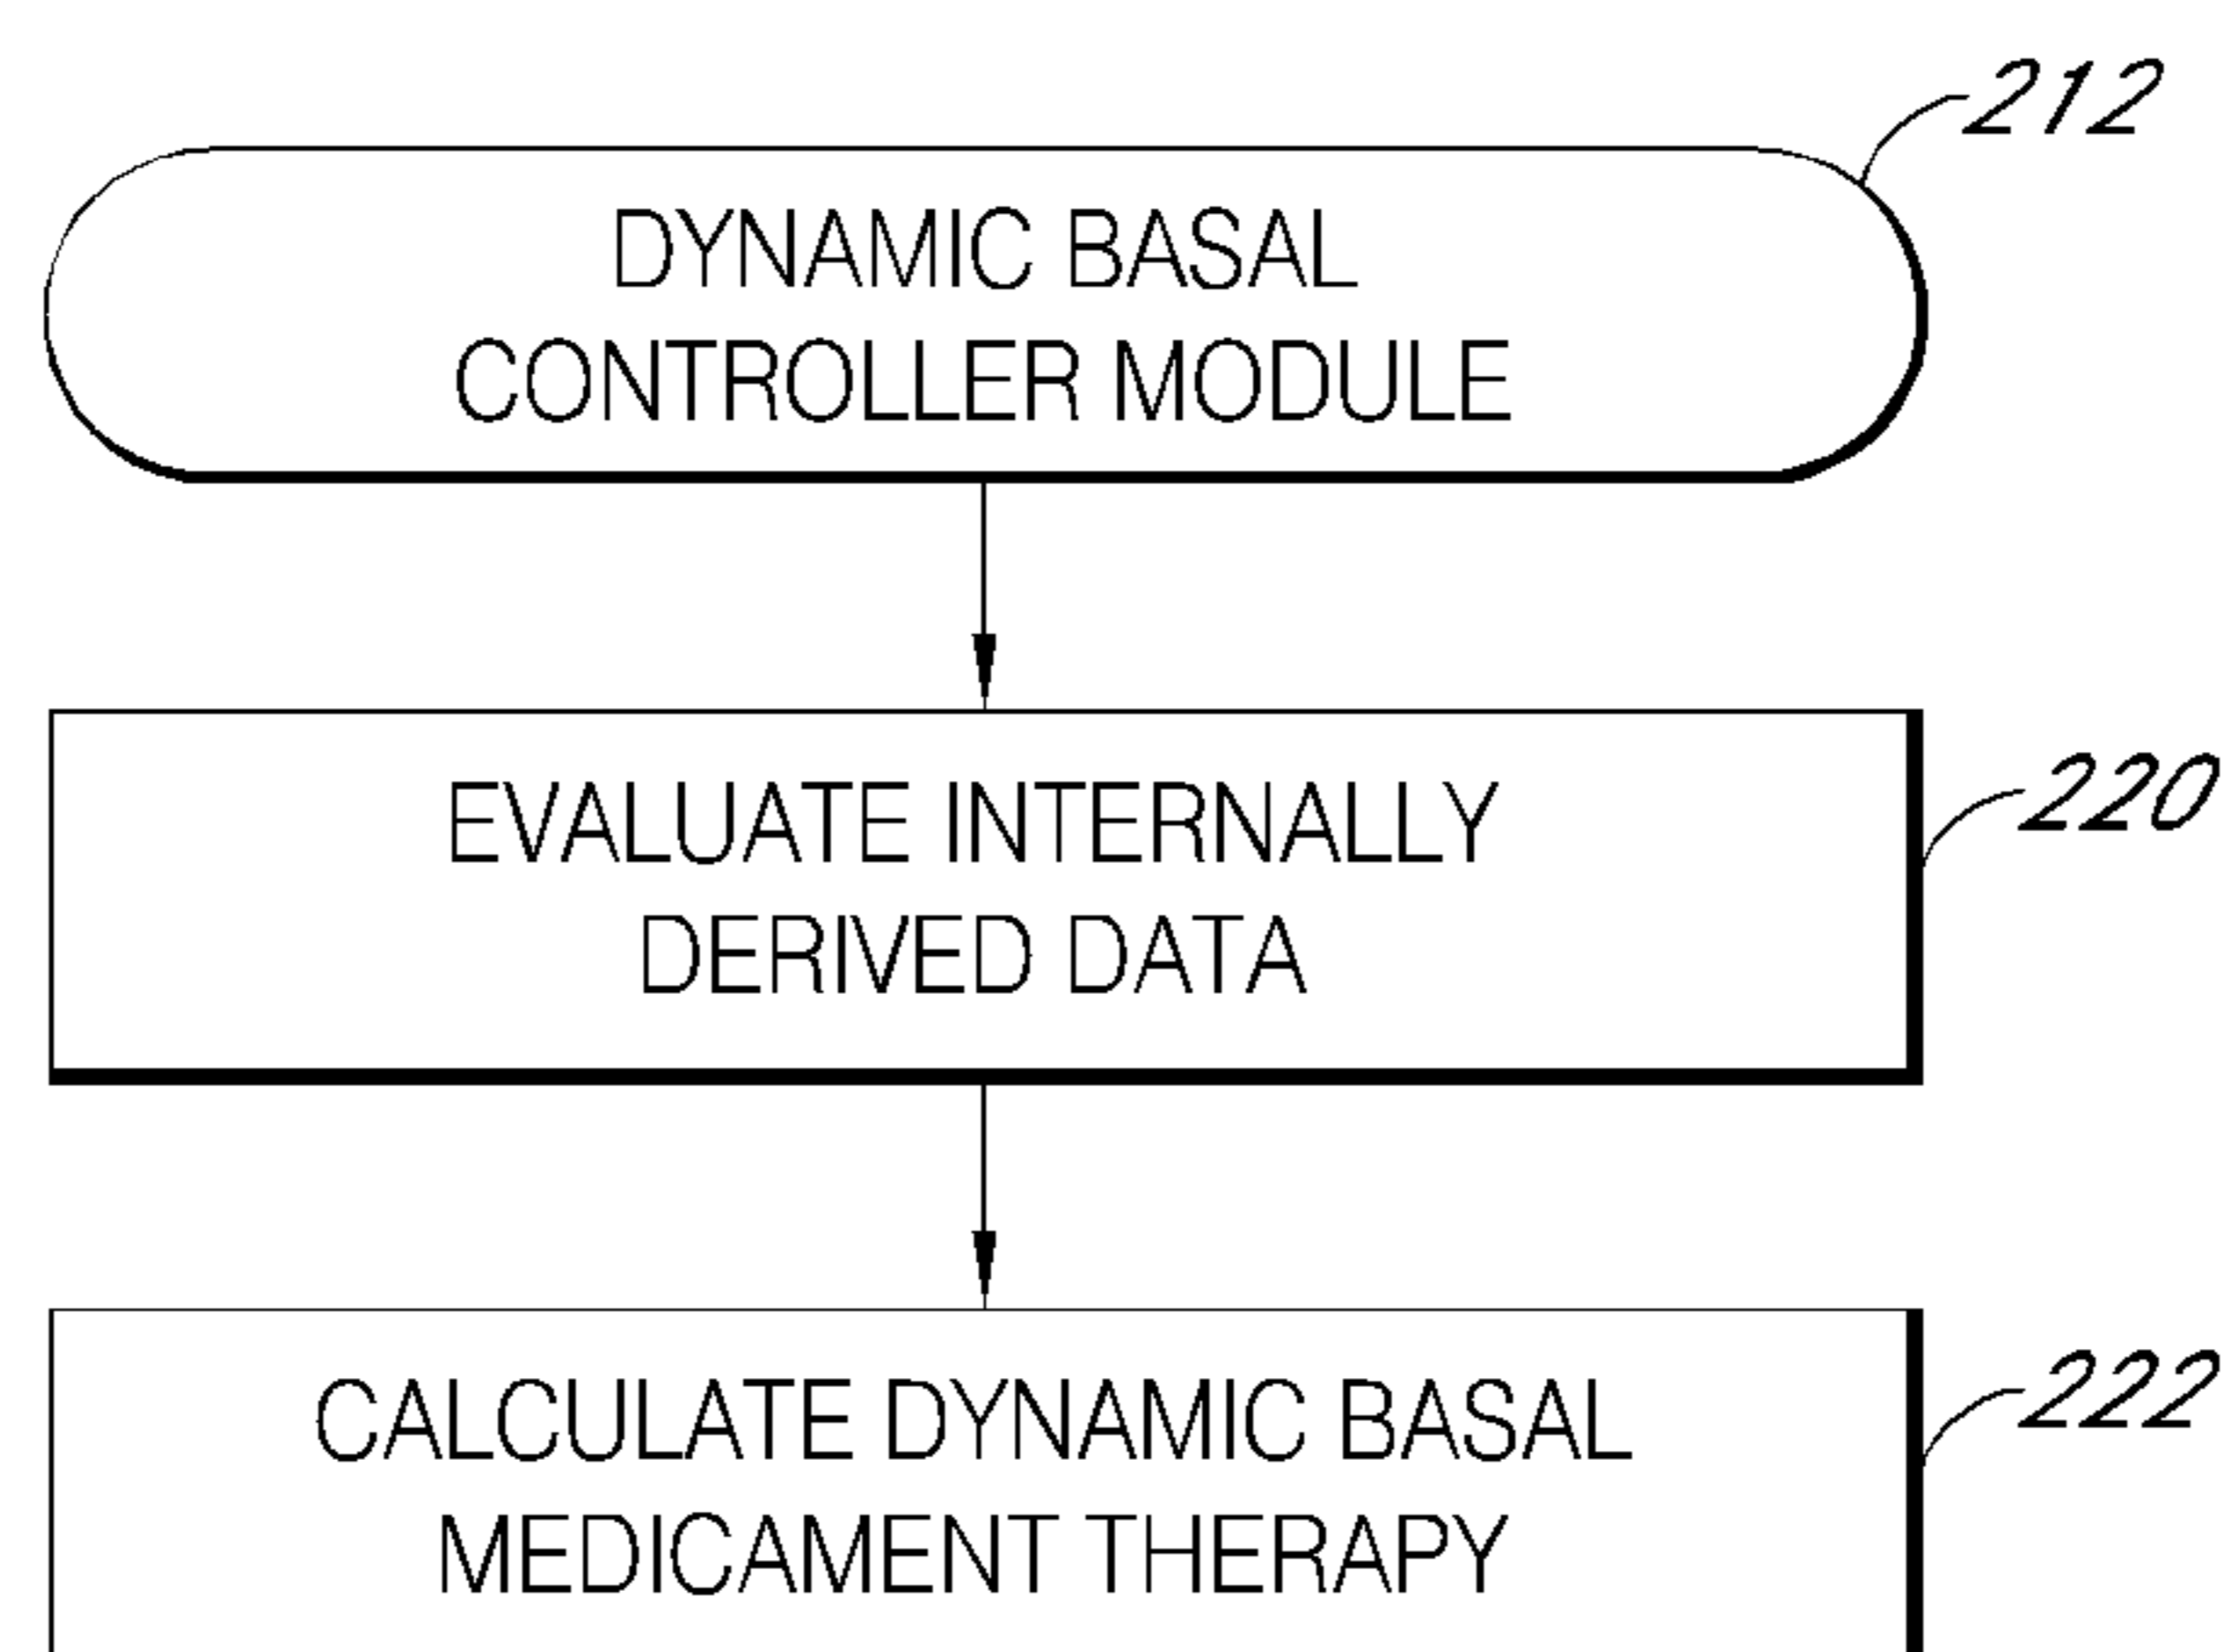 212
DYNAMIC BASAL
CONTROLLER MODULE
EVALUATE INTERNALLY
DERIVED DATA
220
CALCULATE DYNAMIC BASAL
MEDICAMENT THERAPY
222